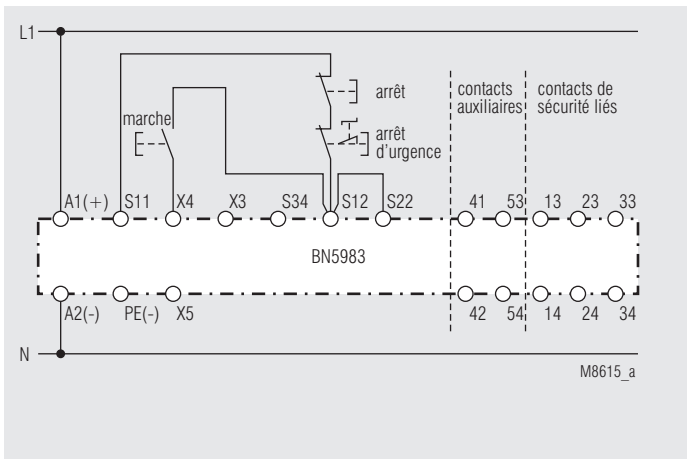 L1
arrêt
contacts auxiliaires
contacts de sécurité liés
marche
arrêt d'urgence
A1(+) S11 X4 X3 S34 S12 S22 41 53 13 23 33
BN5983
A2(-) PE(-) X5 42 54 14 24 34
N
M8615_a